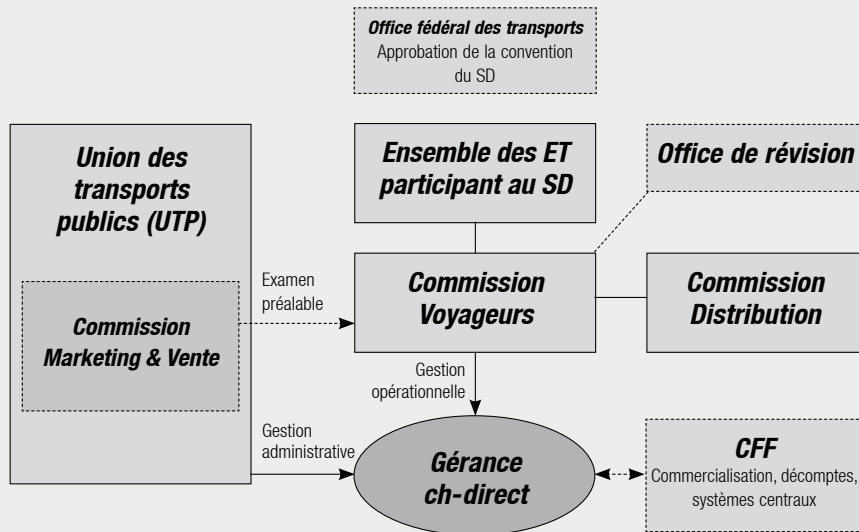 Office fédéral des transports
Approbation de la convention
du SD
Union des
transports
publics (UTP)
Ensemble des ET
participant au SD
Office de révision
Examen
préalable
Commission
Voyageurs
Commission
Distribution
Commission
Marketing & Vente
Gestion
opérationnelle
Gestion
administrative
Gérance
ch-direct
CFF
Commercialisation, décomptes,
systèmes centraux